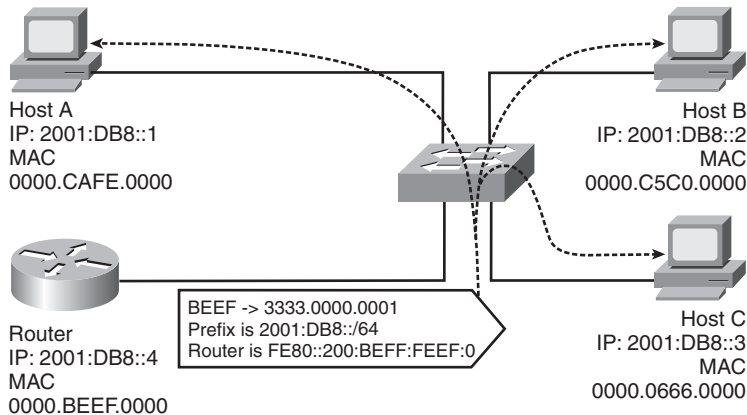 Host A
IP: 2001:DB8::1
MAC
0000.CAFE.0000
Host B
IP: 2001:DB8::2
MAC
0000.C5C0.0000
Router
IP: 2001:DB8::4
MAC
0000.BEEF.0000
BEEF -> 3333.0000.0001
Prefix is 2001:DB8::/64
Router is FE80::200:BEFF:FEEF:0
Host C
IP: 2001:DB8::3
MAC
0000.0666.0000